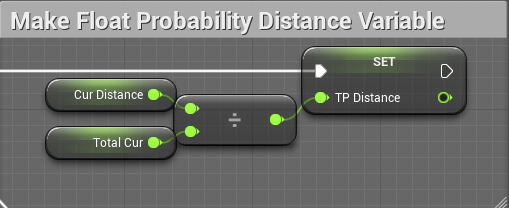 Make Float Probability Distance Variable
SET
Cur Distance
÷
TP Distance
Total Cur